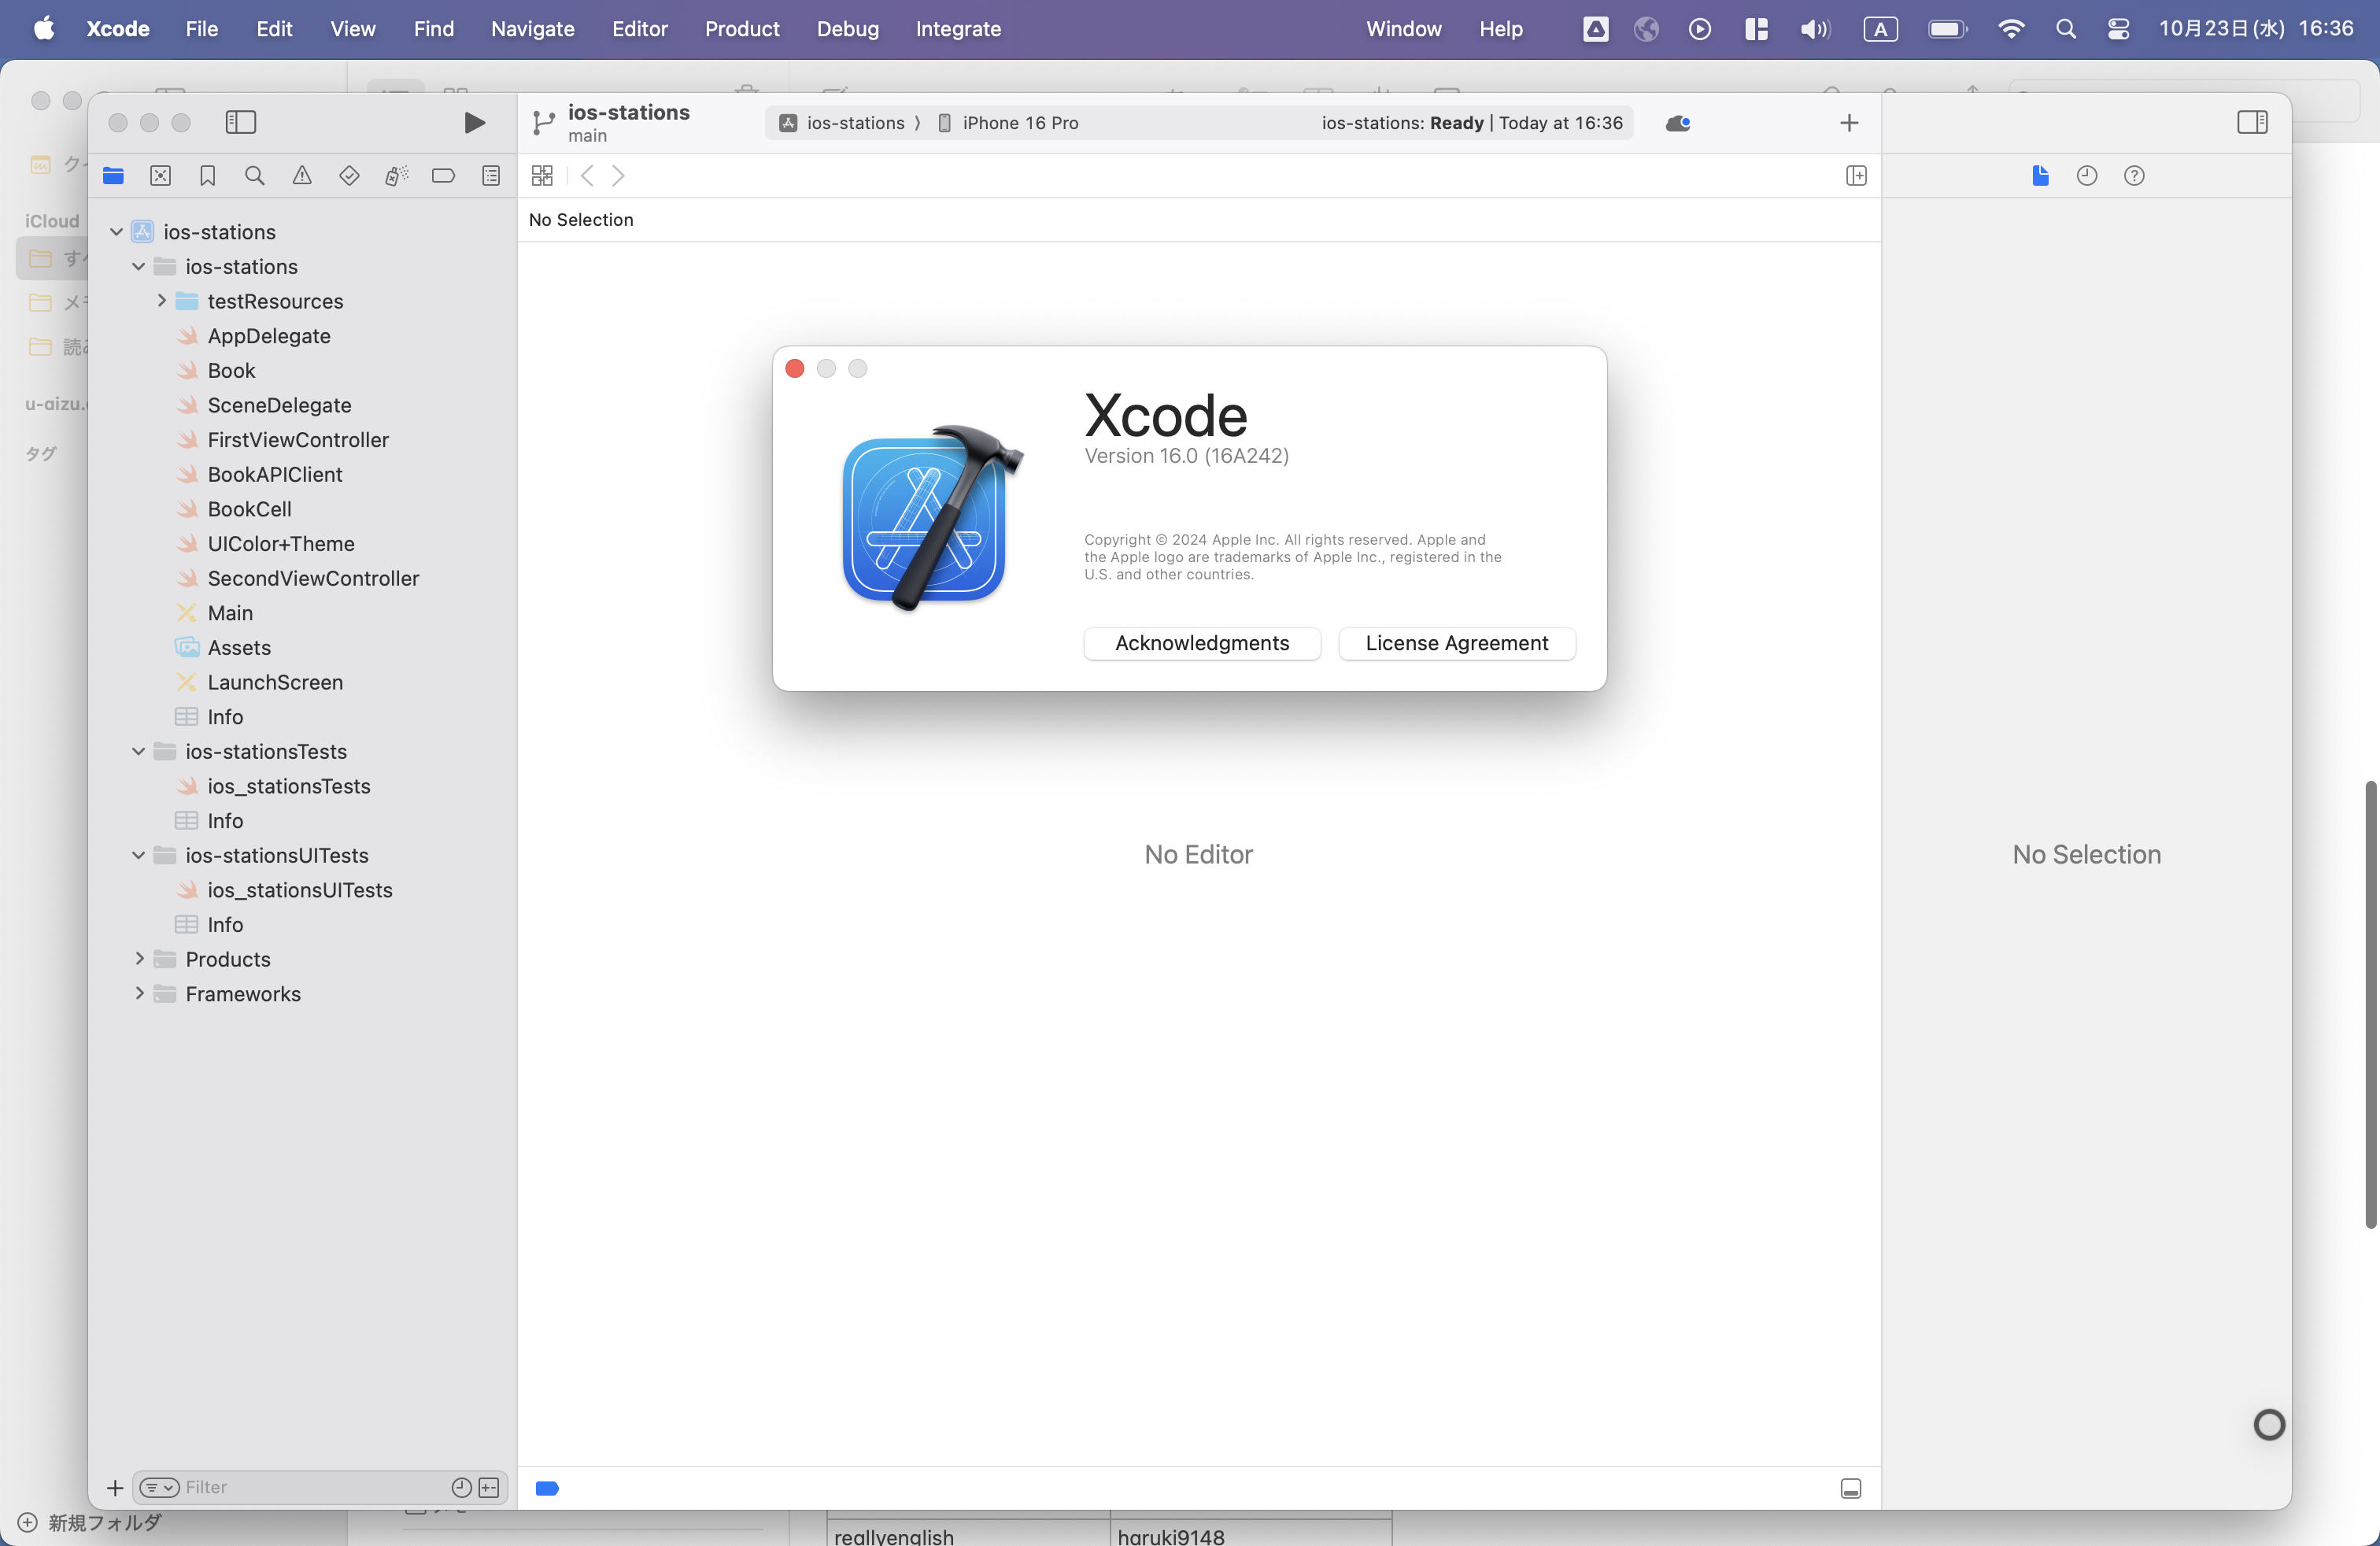 Xcode File Edit View Find Navigate Editor Product Debug Integrate Window Help A 10月23日(水) 16:36
ios-stations
main
ios-stations 〉 iPhone 16 Pro
ios-stations: Ready | Today at 16:36
No Selection
iCloud
u-aizu.
タグ
ios-stations
ios-stations
testResources
AppDelegate
Book
SceneDelegate
FirstViewController
BookAPIClient
BookCell
UIColor+Theme
SecondViewController
Main
Assets
LaunchScreen
Info
ios-stationsTests
ios_stationsTests
Info
ios-stationsUITests
ios_stationsUITests
Info
Products
Frameworks
Filter
新規フォルダ
Xcode
Version 16.0 (16A242)
Copyright © 2024 Apple Inc. All rights reserved. Apple and
the Apple logo are trademarks of Apple Inc., registered in the
U.S. and other countries.
Acknowledgments
License Agreement
No Editor
No Selection
reallyenglish
haruki9148